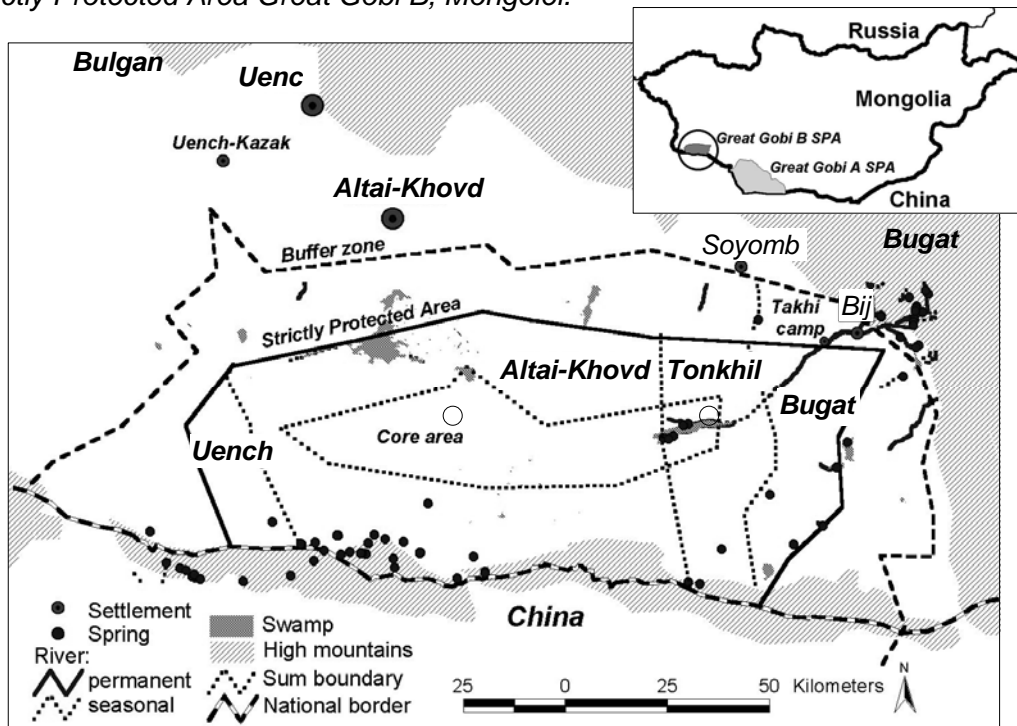 ctly Protected Area Great Gobi B, Mongolei.
Bulgan
Uenc
Uench-Kazak
Altai-Khovd
Buffer zone
Soyomb
Bugat
Takhi
camp
Bij
Strictly Protected Area
Altai-Khovd
Tonkhil
Bugat
Core area
Uench
China
Russia
Mongolia
Great Gobi B SPA
Great Gobi A SPA
China
Settlement
Spring
River:
permanent
seasonal
Swamp
High mountains
Sum boundary
National border
25 0 25 50 Kilometers
N